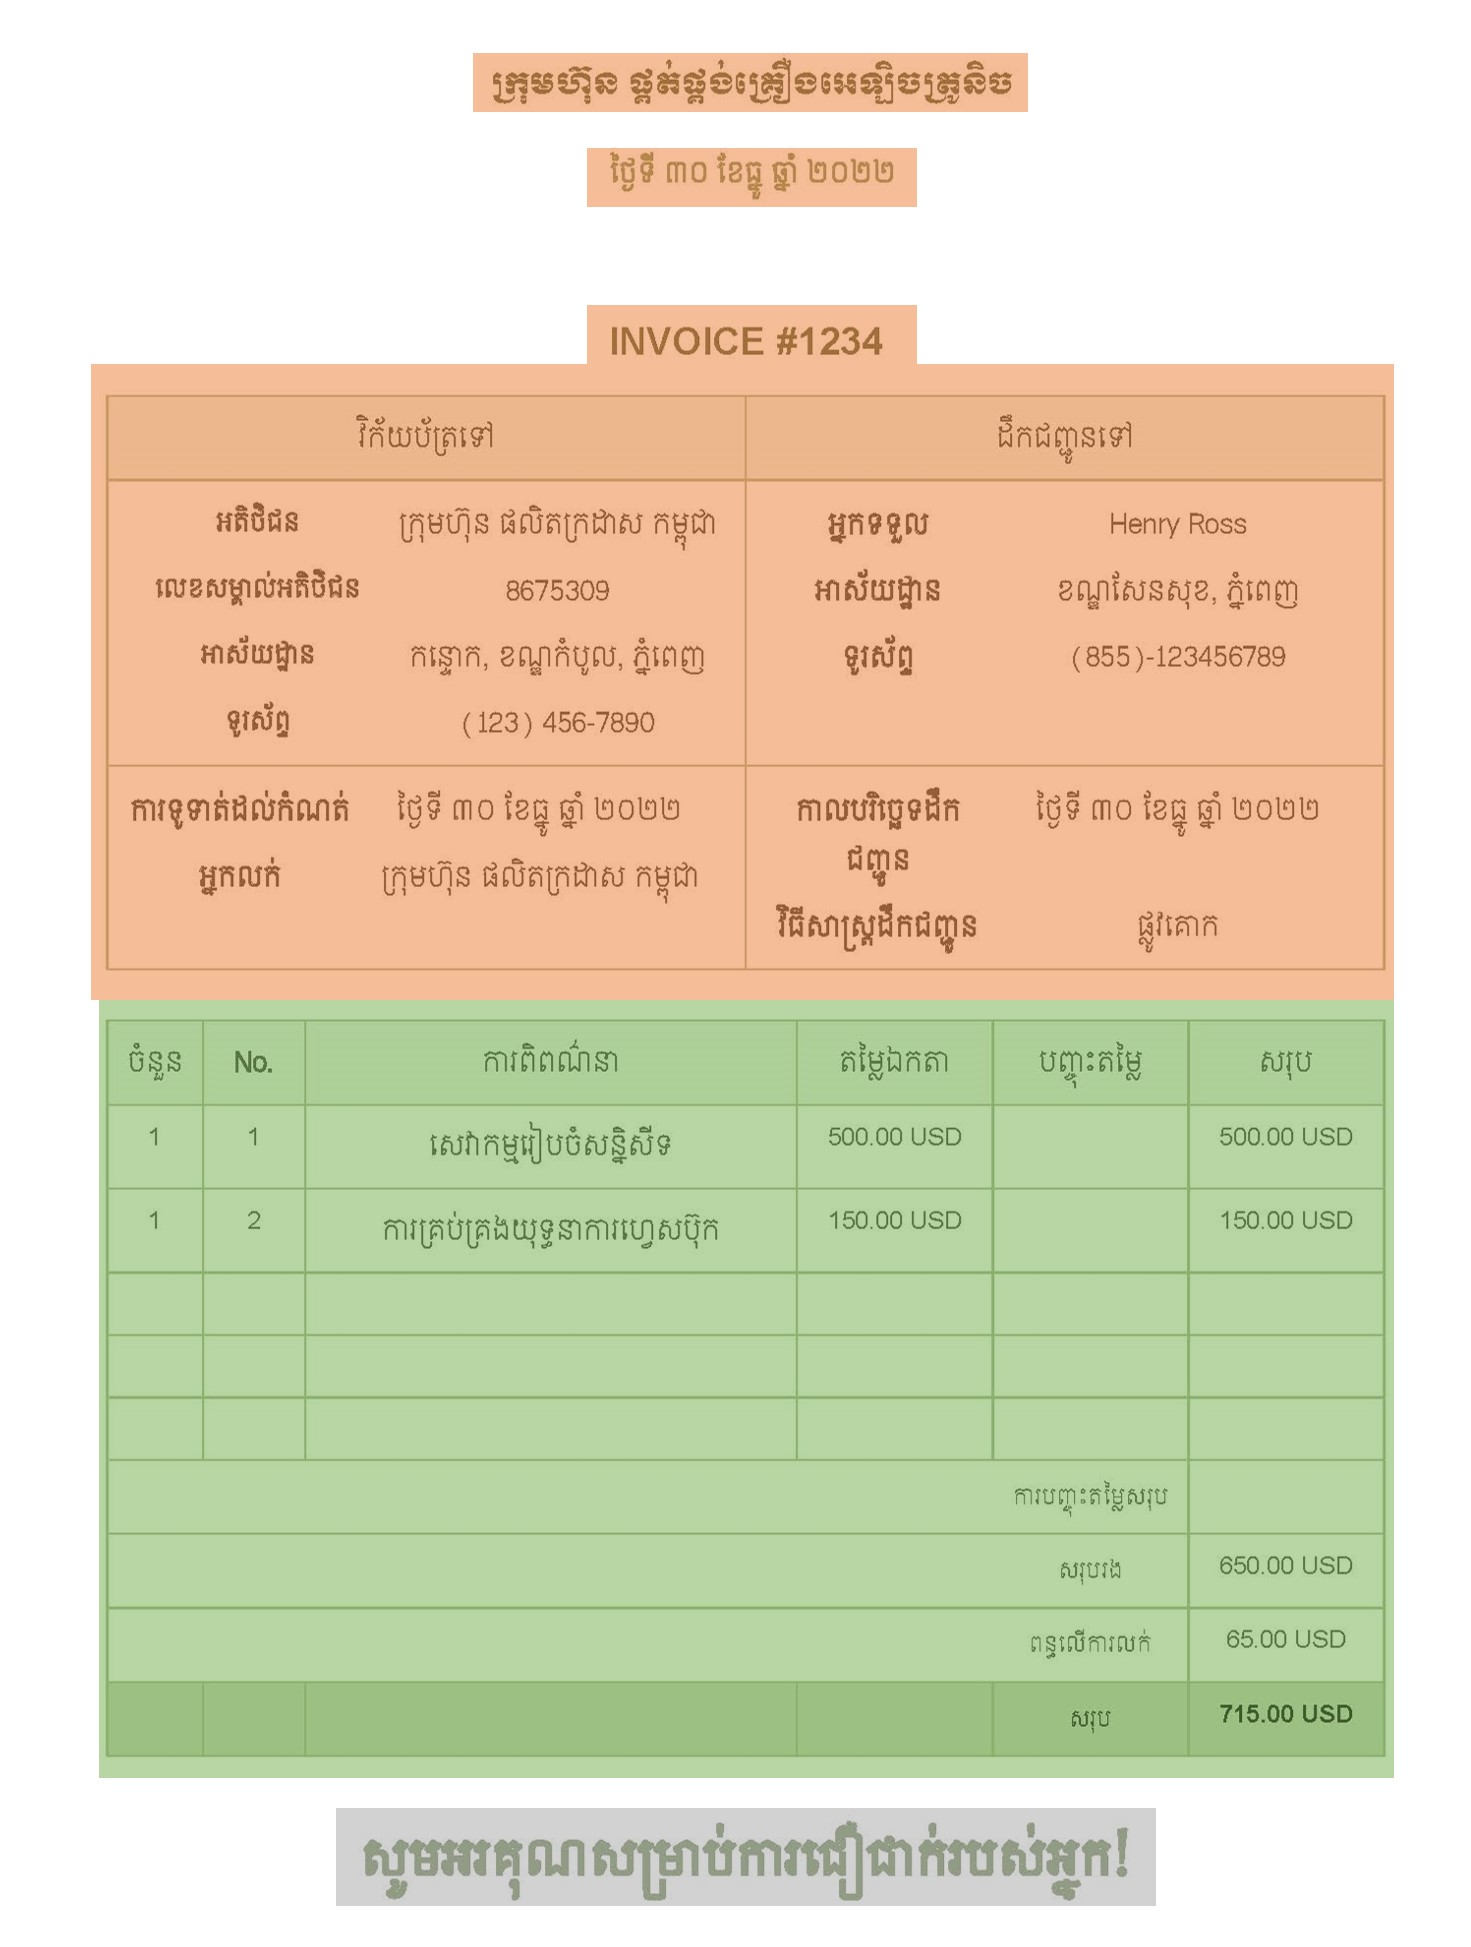 ក្រុមហ៊ុន ផ្គត់ផ្គង់គ្រឿងអេឡិចត្រូនិច
ថ្ងៃទី ៣០ ខែធ្នូ ឆ្នាំ ២០២២
INVOICE #1234
វិក័យប័ត្រទៅ ដឹកជញ្ជូនទៅ
អតិថិជន ក្រុមហ៊ុន ផលិតក្រដាស កម្ពុជា អ្នកទទួល Henry Ross
លេខសម្គាល់អតិថិជន 8675309 អាស័យដ្ឋាន ខណ្ឌសែនសុខ, ភ្នំពេញ
អាស័យដ្ឋាន កន្ទោក, ខណ្ឌកំបូល, ភ្នំពេញ ទូរស័ព្ទ (855)-123456789
ទូរស័ព្ទ (123) 456-7890
ការទូទាត់ដល់កំណត់ ថ្ងៃទី ៣០ ខែធ្នូ ឆ្នាំ ២០២២ កាលបរិច្ឆេទដឹក ថ្ងៃទី ៣០ ខែធ្នូ ឆ្នាំ ២០២២
ជញ្ជូន
អ្នកលក់ ក្រុមហ៊ុន ផលិតក្រដាស កម្ពុជា
វិធីសាស្ត្រដឹកជញ្ជូន ផ្លូវគោក
ចំនួន No. ការពិពណ៌នា តម្លៃឯកតា បញ្ចុះតម្លៃ សរុប
1 1 សេវាកម្មរៀបចំសន្និសីទ 500.00 USD 500.00 USD
1 2 ការគ្រប់គ្រងយុទ្ធនាការហ្វេសប៊ុក 150.00 USD 150.00 USD
ការបញ្ចុះតម្លៃសរុប
សរុបរង 650.00 USD
ពន្ធលើការលក់ 65.00 USD
សរុប 715.00 USD
សូមអរគុណសម្រាប់ការជឿជាក់របស់អ្នក!